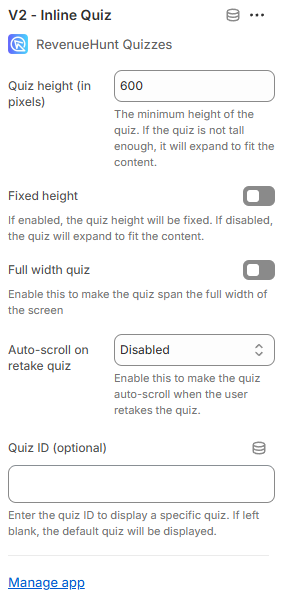 V2 - Inline Quiz
RevenueHunt Quizzes
Quiz height (in
pixels)
600
The minimum height of the
quiz. If the quiz is not tall
enough, it will expand to fit the
content.
Fixed height
If enabled, the quiz height will be fixed. If disabled,
the quiz will expand to fit the content.
Full width quiz
Enable this to make the quiz span the full width of
the screen
Auto-scroll on
retake quiz
Disabled
Enable this to make the quiz
auto-scroll when the user
retakes the quiz.
Quiz ID (optional)
Enter the quiz ID to display a specific quiz. If left
blank, the default quiz will be displayed.
Manage app